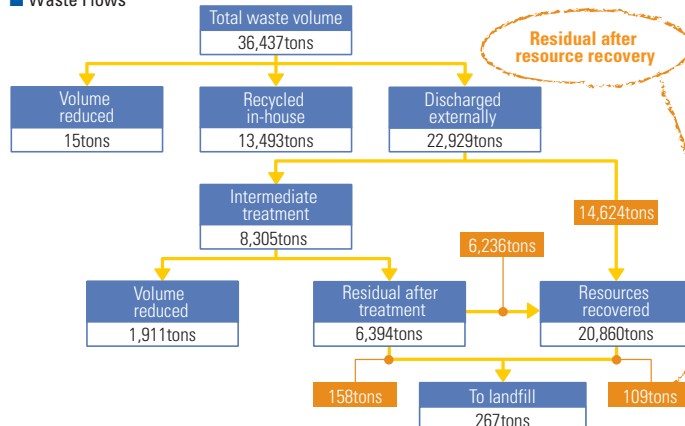 ■ Waste Flows
Total waste volume
36,437tons
Residual after
resource recovery
Volume
reduced
15tons
Recycled
in-house
13,493tons
Discharged
externally
22,929tons
Intermediate
treatment
8,305tons
14,624tons
6,236tons
Volume
reduced
1,911tons
Residual after
treatment
6,394tons
Resources
recovered
20,860tons
158tons
To landfill
267tons
109tons